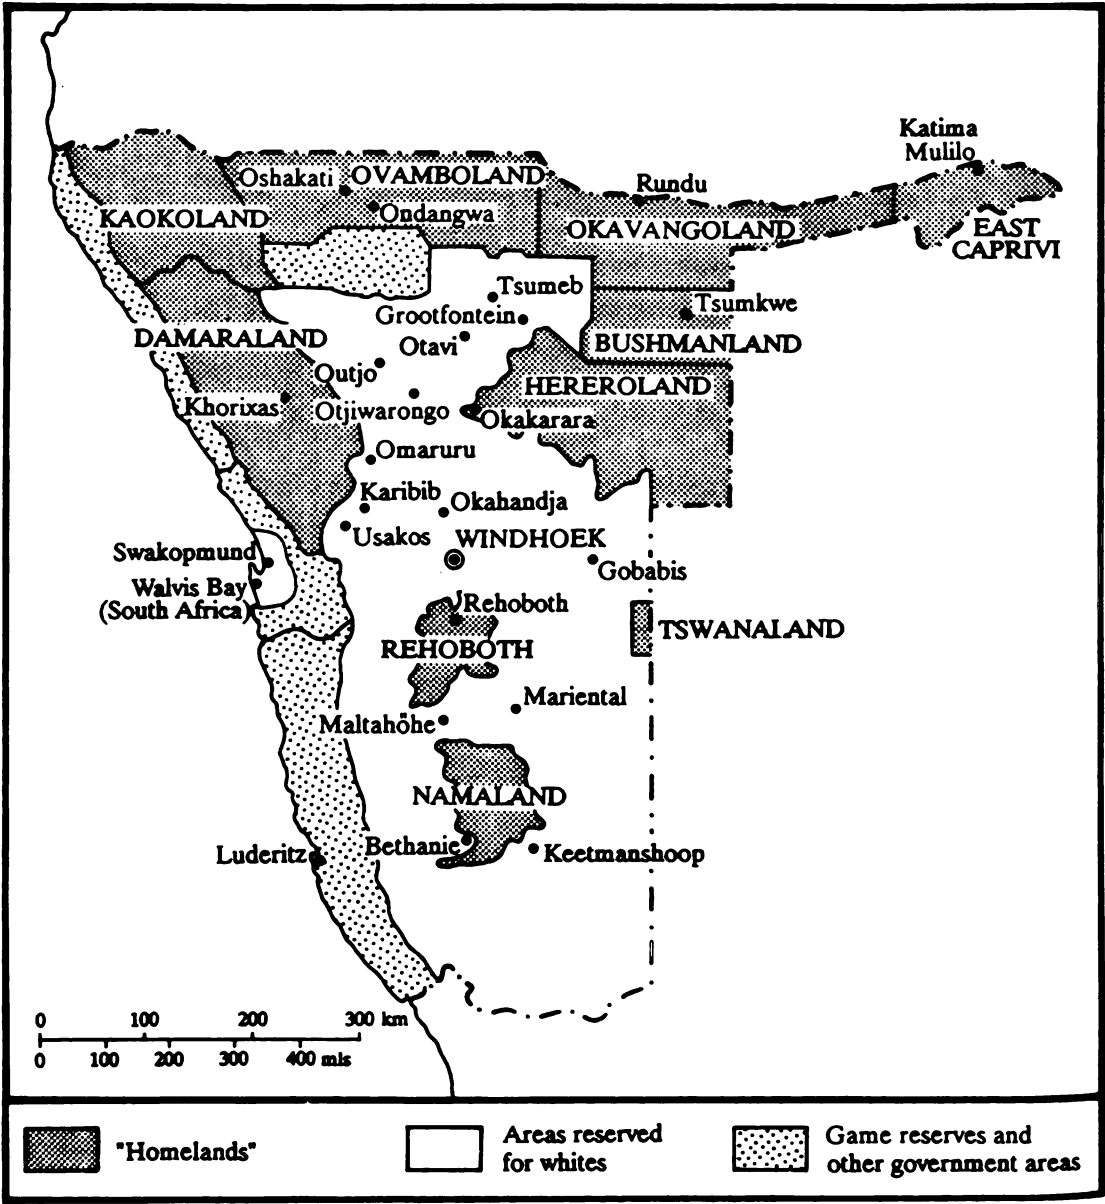 Katima
Mulilo
Oshakati
OVAMBOLAND
Rundu
Ondangwa
KAOKOLAND
OKAVANGOLAND
EAST
CAPRIVI
Tsumeb
Tsumkwe
Grootfontein
DAMARALAND
Otavi
BUSHMANLAND
Outjo
HEREROLAND
Khorixas
Otjiwarongo
Okakarara
Omaruru
Karibib
Okahandja
Usakos
WINDHOEK
Swakopmund
Gobabis
Walvis Bay
(South Africa)
Rehoboth
TSWANALAND
REHOBOTH
Mariental
Maltahöhe
NAMALAND
Bethanie
Luderitz
Keetmanshoop
0 100 200 300 km
0 100 200 300 400 mls
"Homelands"
Areas reserved
for whites
Game reserves and
other government areas